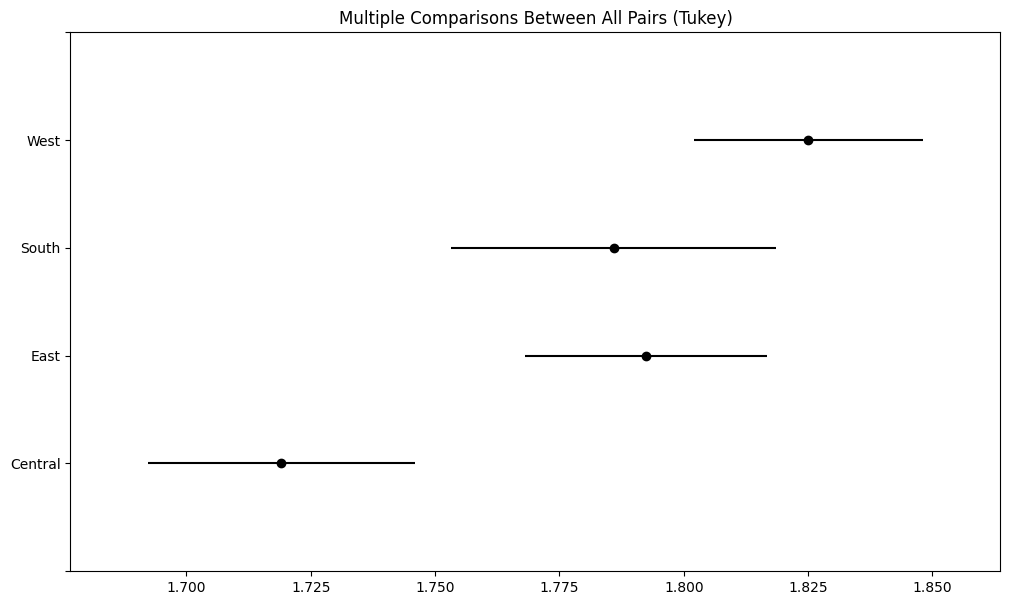 Multiple Comparisons Between All Pairs (Tukey)
West
South
East
Central
1.700 1.725 1.750 1.775 1.800 1.825 1.850